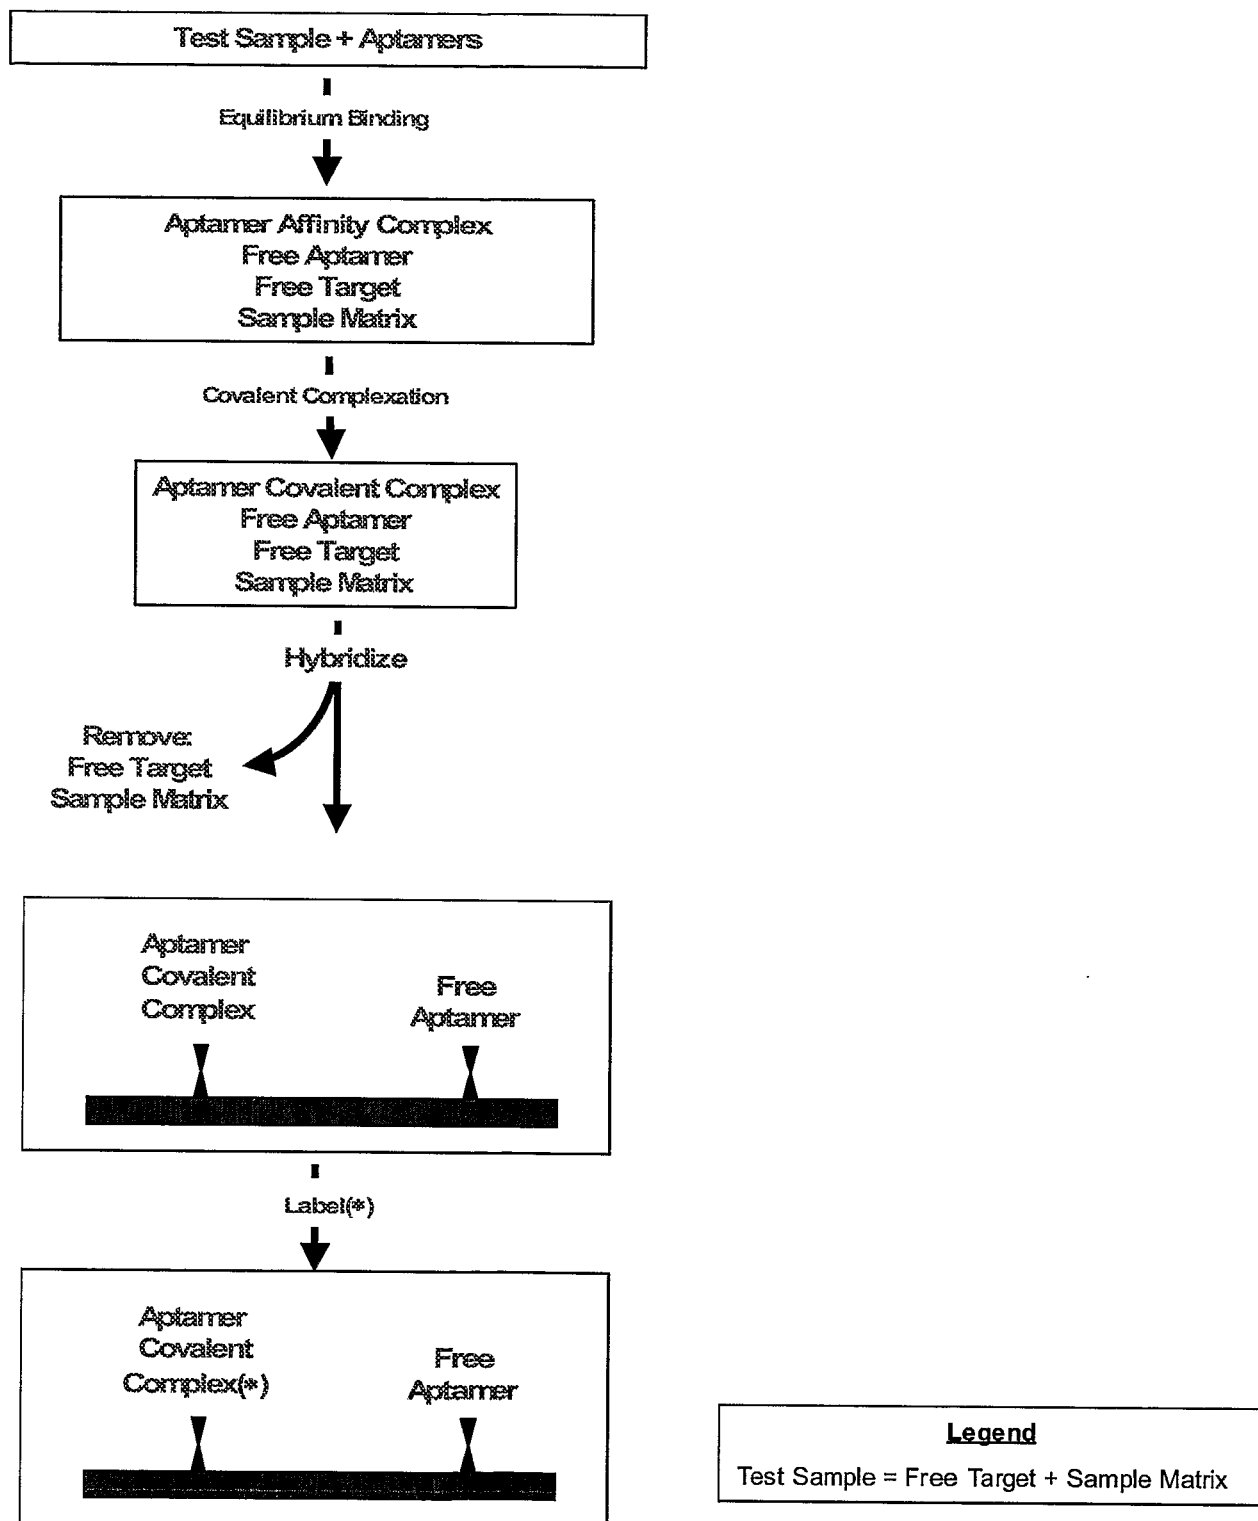 Test Sample + Aptamers
Equilibrium Binding
Aptamer Affinity Complex
Free Aptamer
Free Target
Sample Matrix
Covalent Complexation
Aptamer Covalent Complex
Free Aptamer
Free Target
Sample Matrix
Hybridize
Remove:
Free Target
Sample Matrix
Aptamer
Covalent
Complex
Free
Aptamer
Label(*)
Aptamer
Covalent
Complex(*)
Free
Aptamer
Legend
Test Sample = Free Target + Sample Matrix